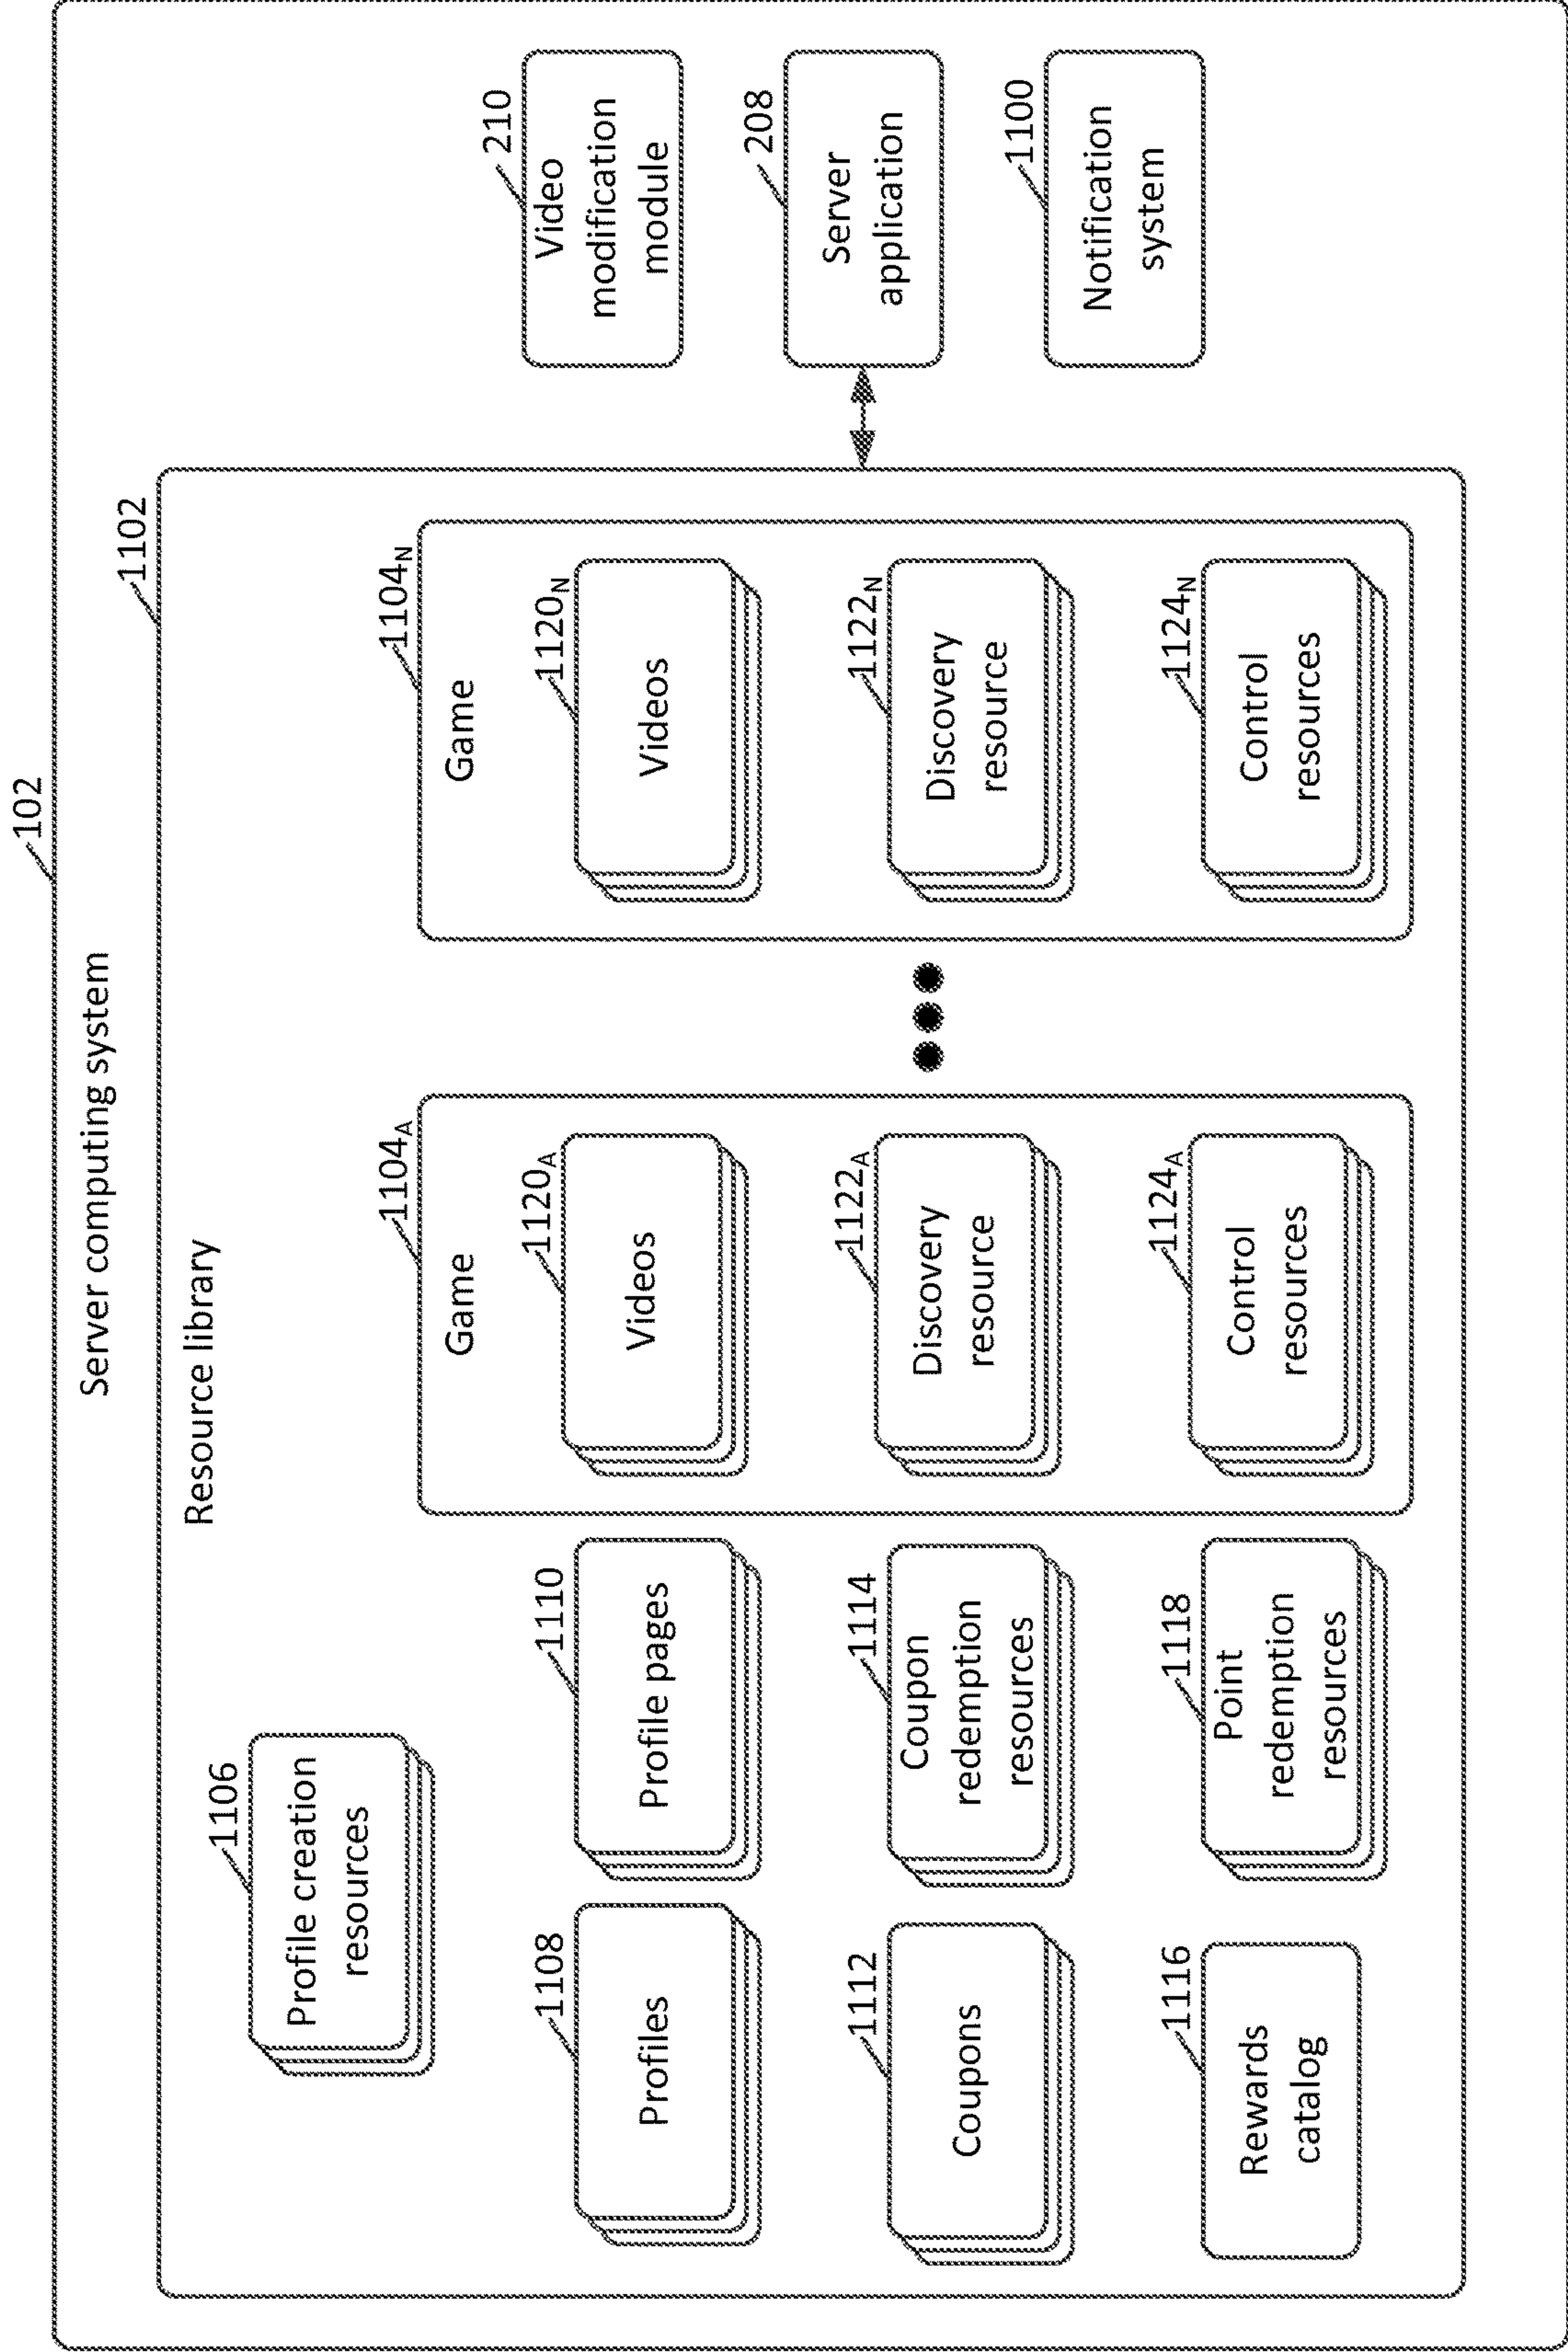 102
Server computing system
1102
Resource library
1106
Profile creation
resources
1108
Profiles
1110
Profile pages
1112
Coupons
1114
Coupon
redemption
resources
1116
Rewards
catalog
1118
Point
redemption
resources
1104A
Game
1120A
Videos
1122A
Discovery
resource
1124A
Control
resources
1104N
Game
1120N
Videos
1122N
Discovery
resource
1124N
Control
resources
210
Video
modification
module
208
Server
application
1100
Notification
system